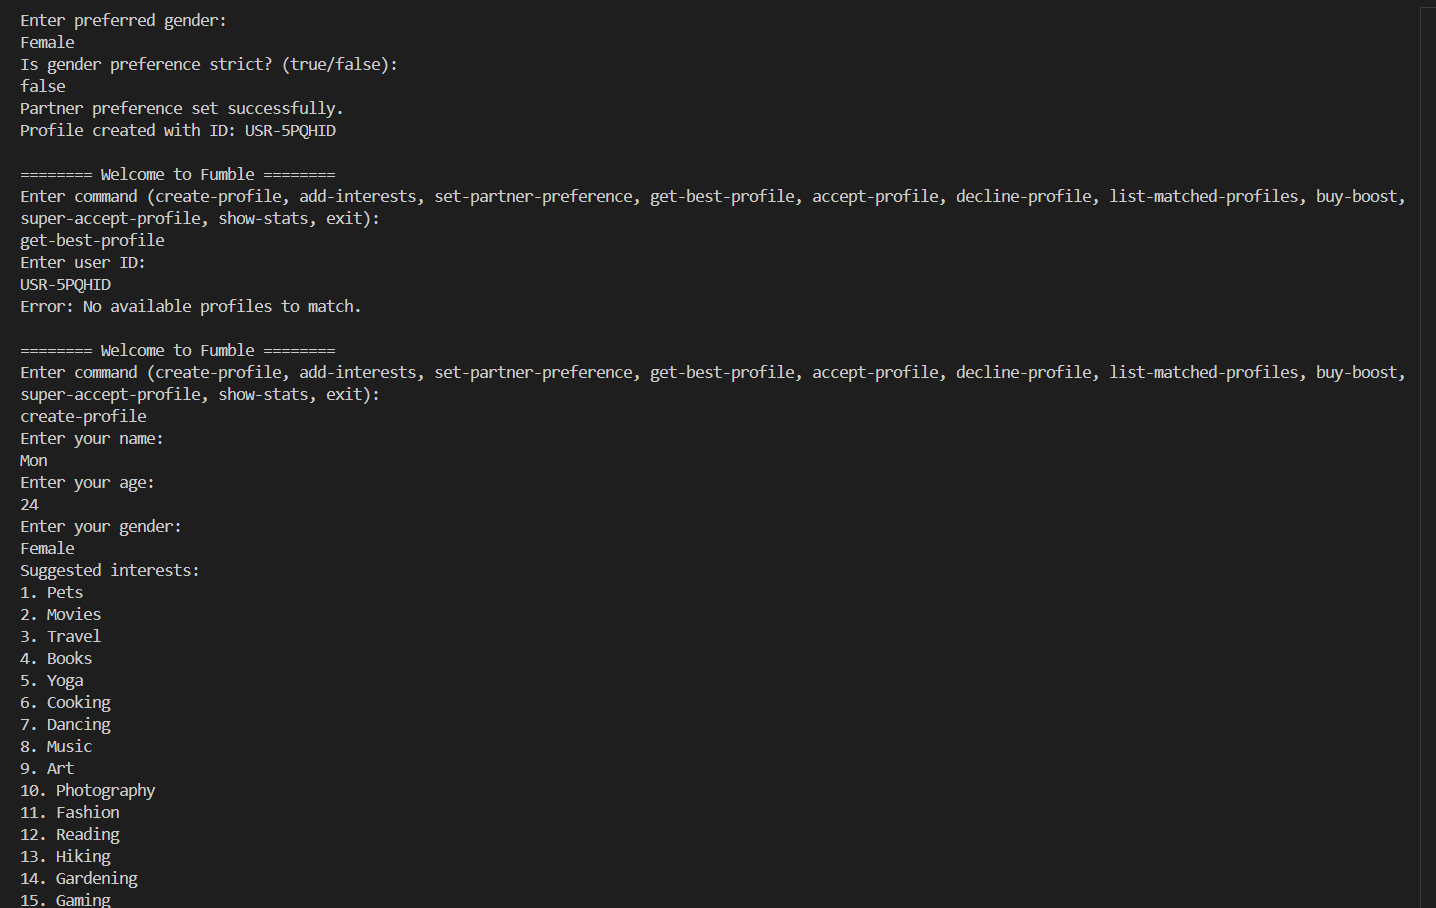 Enter preferred gender:
Female
Is gender preference strict? (true/false):
false
Partner preference set successfully.
Profile created with ID: USR-5PQHID
======== Welcome to Fumble ========
Enter command (create-profile, add-interests, set-partner-preference, get-best-profile, accept-profile, decline-profile, list-matched-profiles, buy-boost,
super-accept-profile, show-stats, exit):
get-best-profile
Enter user ID:
USR-5PQHID
Error: No available profiles to match.
======== Welcome to Fumble ========
Enter command (create-profile, add-interests, set-partner-preference, get-best-profile, accept-profile, decline-profile, list-matched-profiles, buy-boost,
super-accept-profile, show-stats, exit):
create-profile
Enter your name:
Mon
Enter your age:
24
Enter your gender:
Female
Suggested interests:
1. Pets
2. Movies
3. Travel
4. Books
5. Yoga
6. Cooking
7. Dancing
8. Music
9. Art
10. Photography
11. Fashion
12. Reading
13. Hiking
14. Gardening
15. Gaming